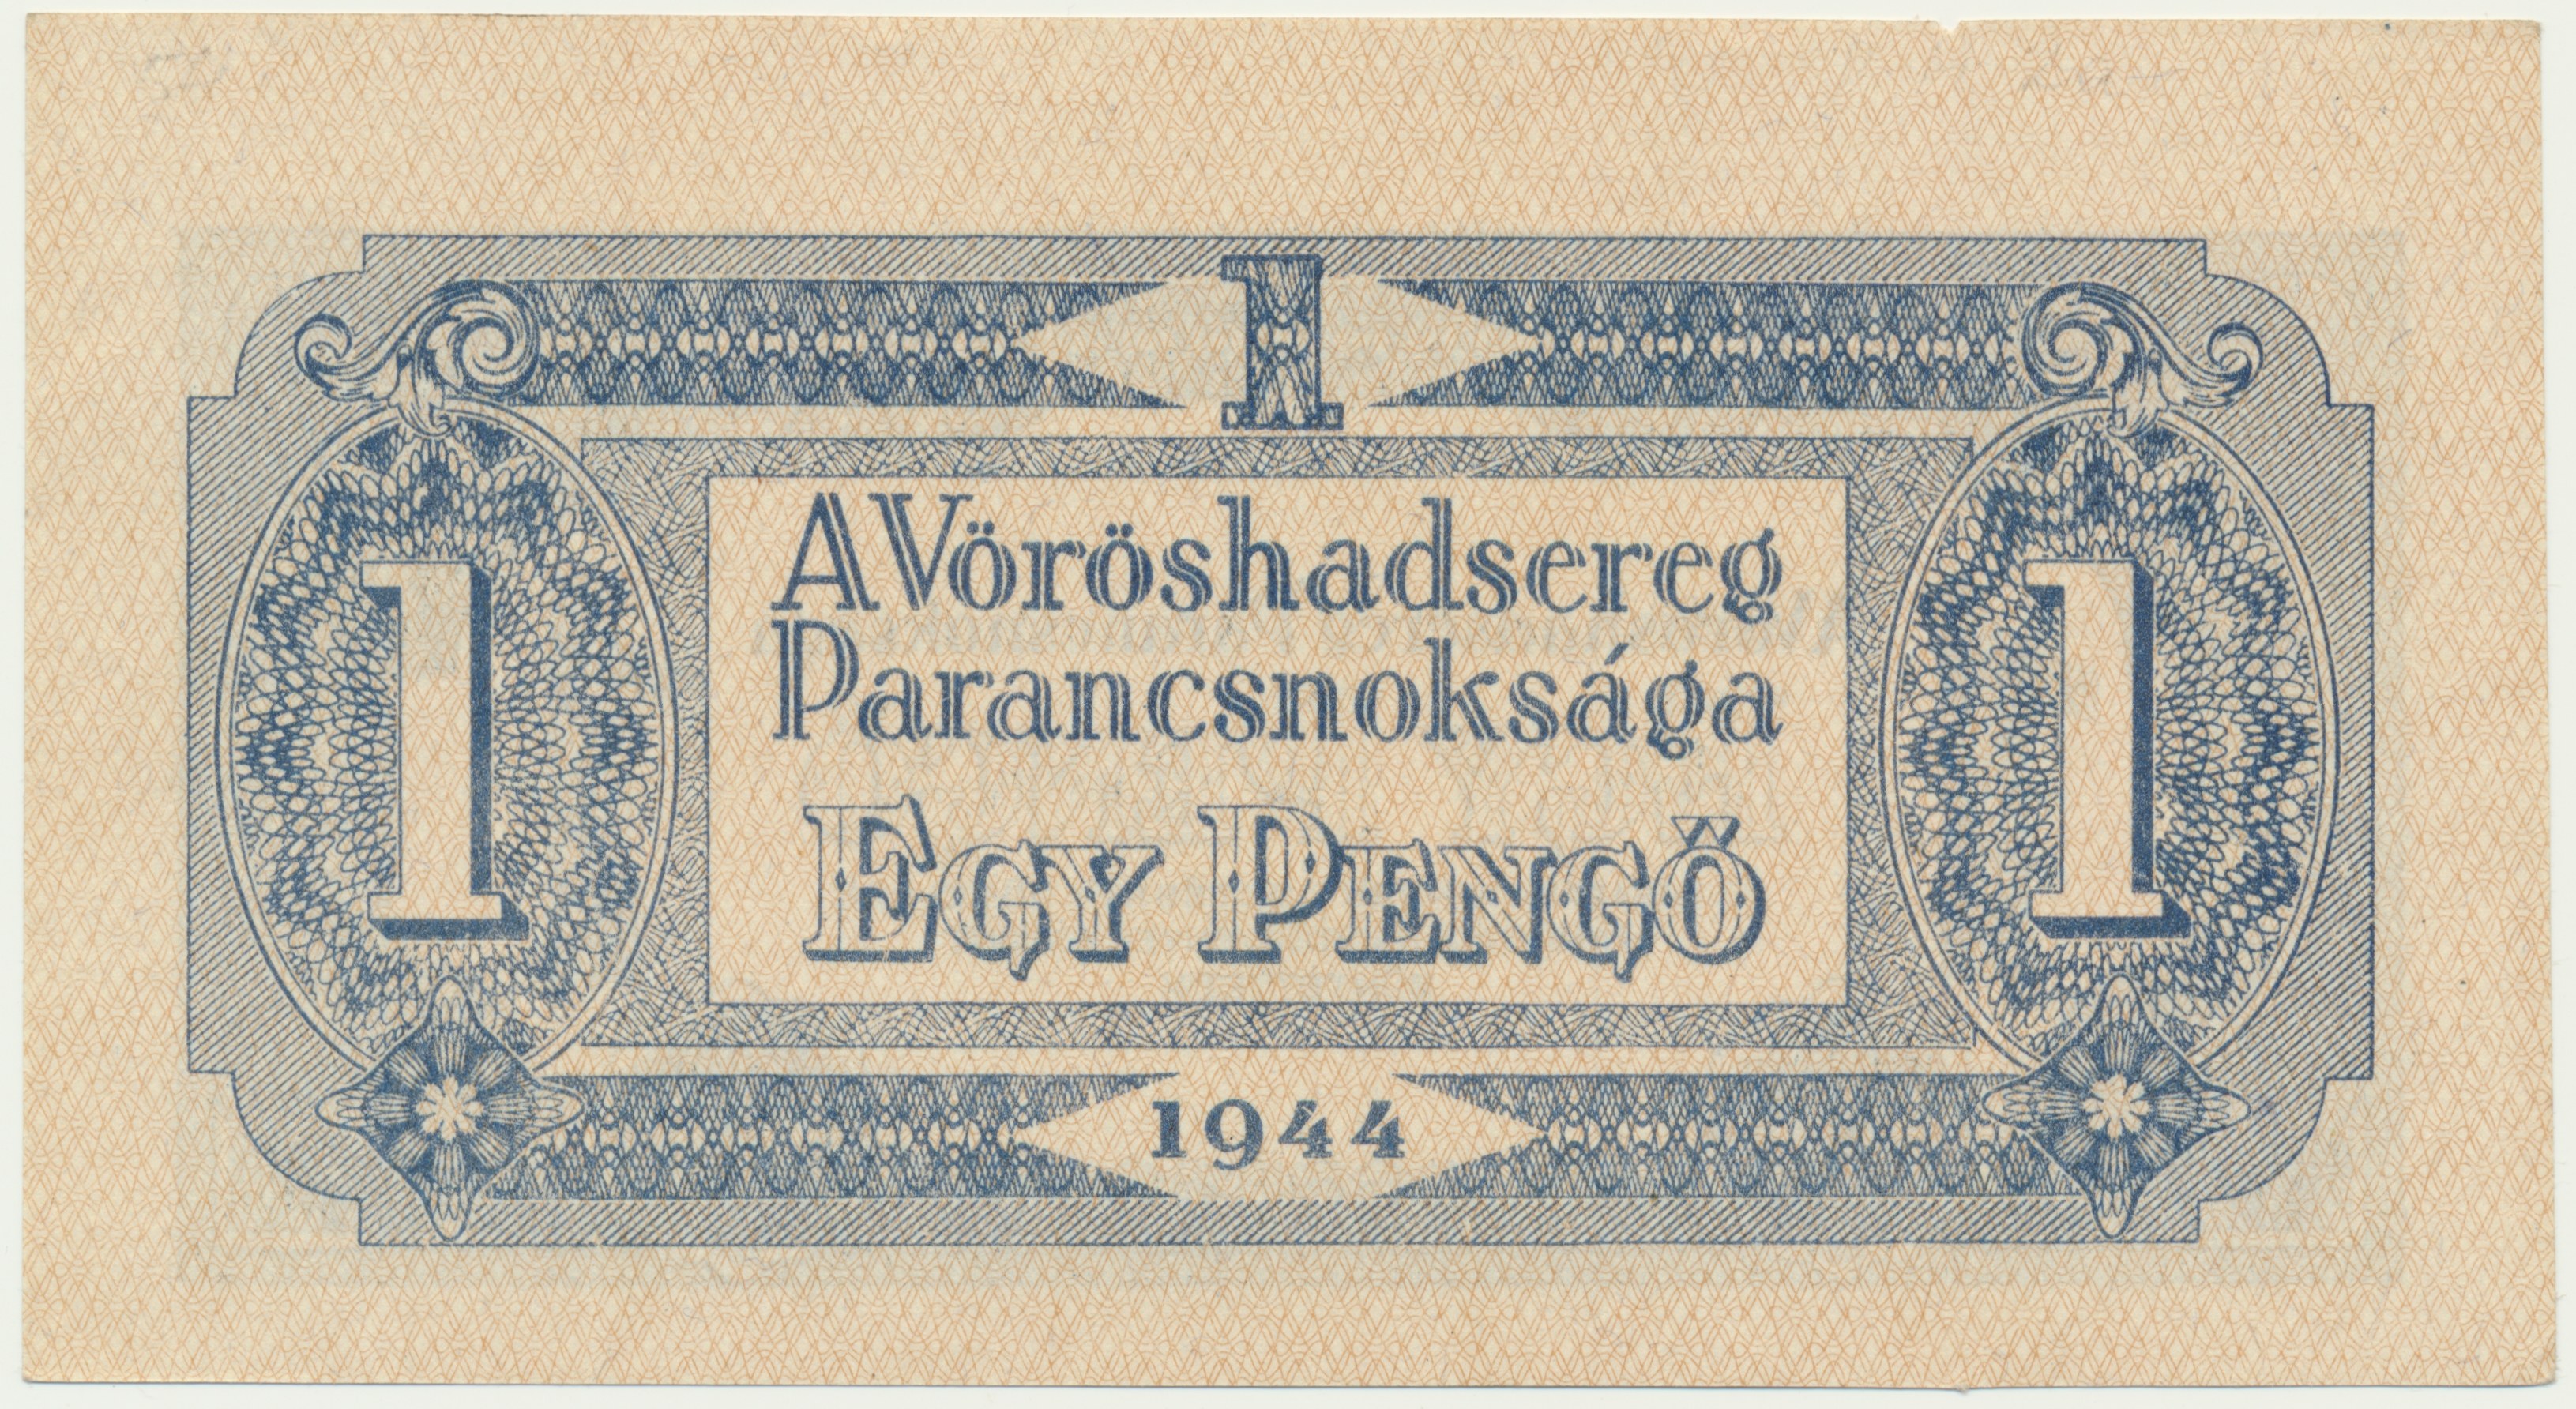 1
A Vöröshadsereg
Parancsnoksága
1 1
EGY PENGŐ
1944